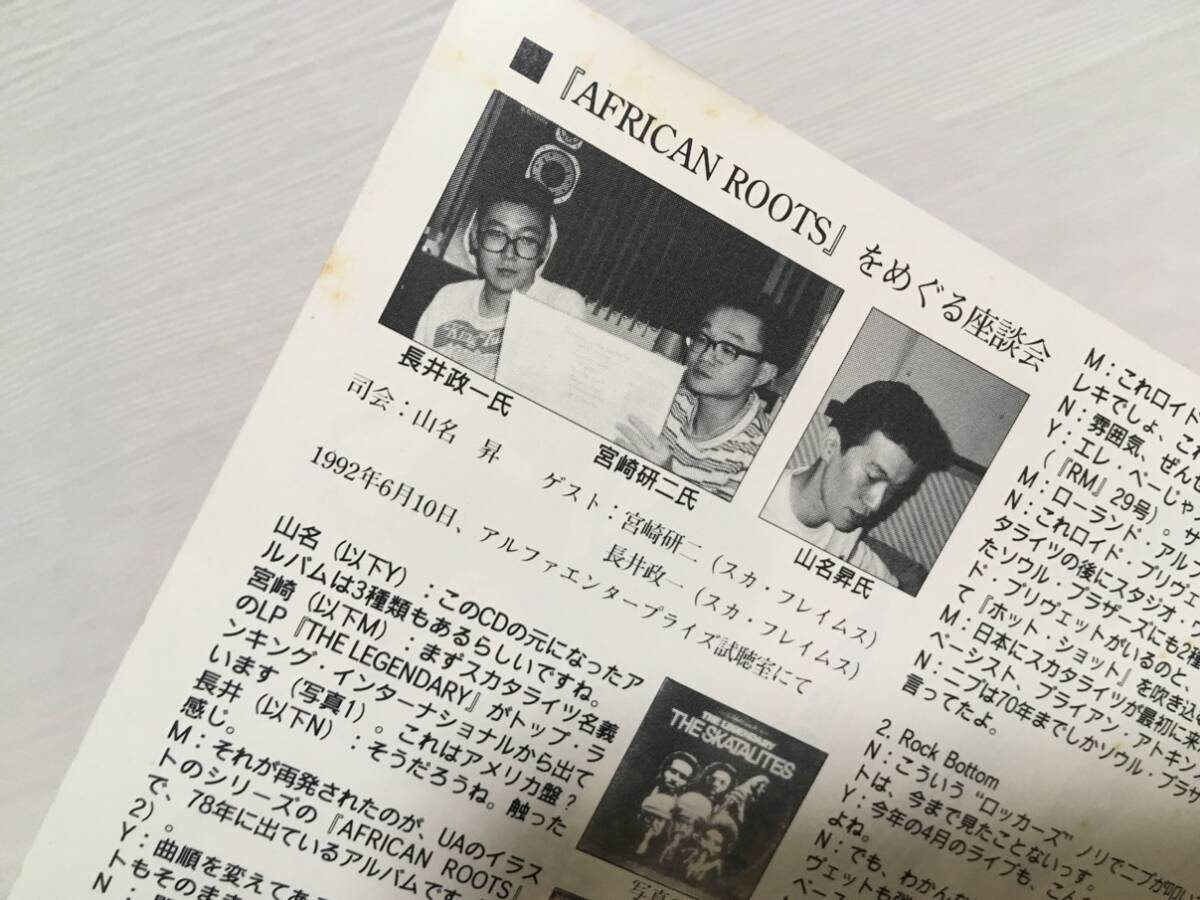 ■『AFRICAN ROOTS』をめぐる座談会
長井政一氏
宮崎研二氏
山名昇氏
司会：山名 昇 ゲスト：宮崎研二（スカ・フレイムス）
長井政一（スカ・フレイムス）
1992年6月10日、アルファエンタープライズ試聴室にて
山名（以下Y）：このCDの元になったア
ルバムは3種類もあるらしいですね。
宮崎（以下M）：まずスカタライツ名義
のLP『THE LEGENDARY』がトップ・ラ
ンキング・インターナショナルから出て
います（写真1）。これはアメリカ盤？
長井（以下N）：そうだろうね。触った
感じ。
M：それが再発されたのが、UAのイラス
トのシリーズの『AFRICAN ROOTS』
で、78年に出ているアルバムです
2）。
Y：曲順を変えてあ
トもそのまま
N：
THE LEGENDARY
THE SKATALITES
写真
M：これロイド
レキでしょ、これ
N：雰囲気、ぜんぜ
Y：エレ・ベーじゃ
（『RM』29号）。サ
M：ローランド・アルフ
N：これロイド・ブリヴェ
タライツの後にスタジオ・
たソウル・ブラザーズにも2種
ド・ブリヴェットがいるのと、
て『ホット・ショット』を吹き込
M：日本にスカタライツが最初に来
ベーシスト、ブライアン・アトキン
N：ニブは70年までしかソウル・ブラザ
言ってたよ。
2. Rock Bottom
N：こういう“ロッカーズ”ノリでニブが叩い
トは、今まで見たことないっす。
Y：今年の4月のライブも、こん
よね。
N：でも、わかんな
ヴェットも弾
ベース